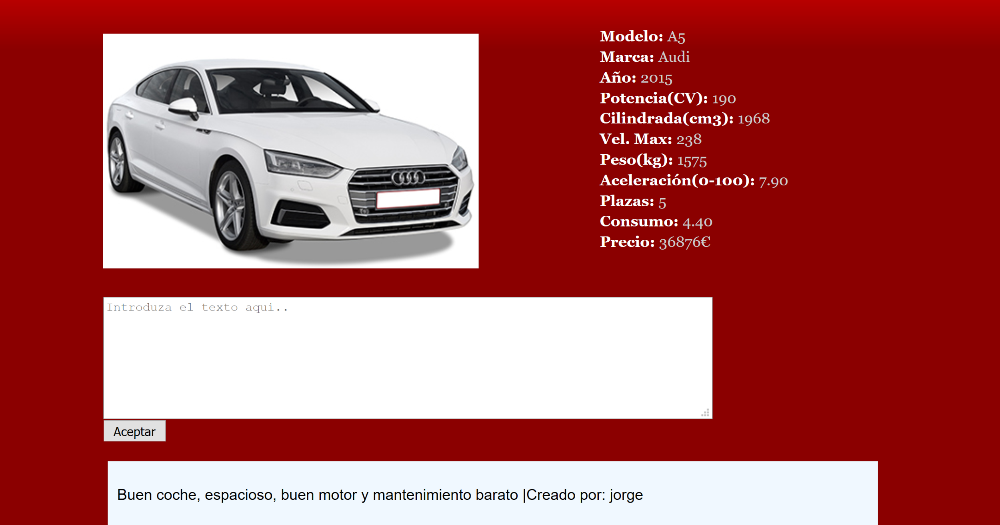 Modelo: A5
Marca: Audi
Año: 2015
Potencia(CV): 190
Cilindrada(cm3): 1968
Vel. Max: 238
Peso(kg): 1575
Aceleración(0-100): 7.90
Plazas: 5
Consumo: 4.40
Precio: 36876€
Introduza el texto aqui..
Aceptar
Buen coche, espacioso, buen motor y mantenimiento barato |Creado por: jorge